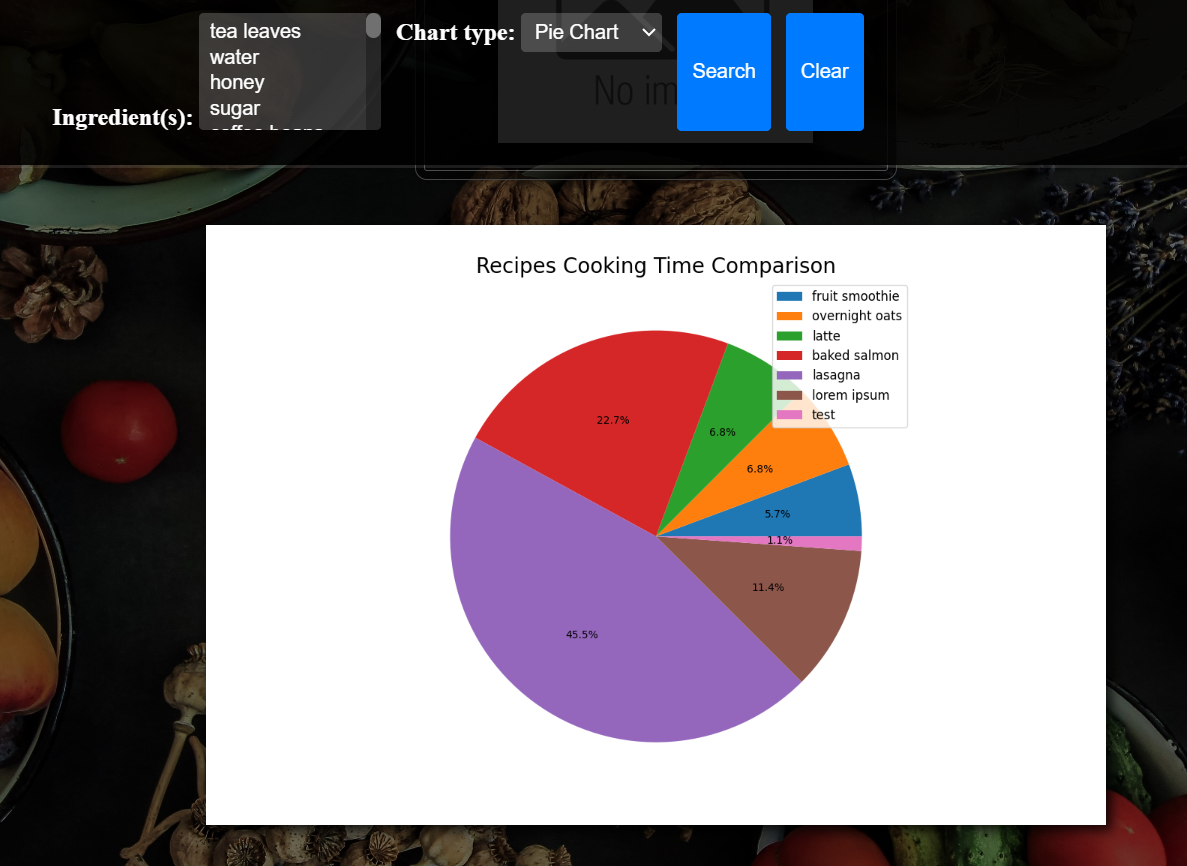 Ingredient(s):
tea leaves
water
honey
sugar
coffee beans
Chart type:
Pie Chart
No im
Search
Clear
Recipes Cooking Time Comparison
fruit smoothie
overnight oats
latte
baked salmon
lasagna
lorem ipsum
test
22.7%
6.8%
6.8%
5.7%
1.1%
11.4%
45.5%